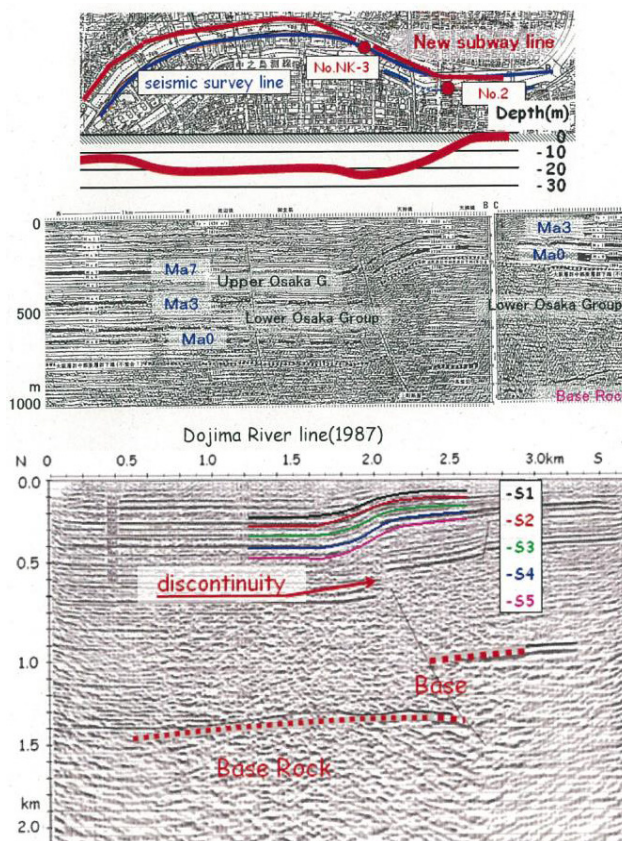 New subway line
No.NK-3
seismic survey line
No.2
Depth(m)
0
-10
-20
-30
B C
0
Ma3
Ma7
Ma0
Upper Osaka G.
500
Ma3
Lower Osaka Group
Lower Osaka Group
Ma0
m
1000
Base Rock
Dojima River line(1987)
N 0 0.5 1.0 1.5 2.0 2.5 3.0km S
0.0
-S1
-S2
-S3
0.5
-S4
discontinuity
-S5
1.0
Base
1.5
Base Rock
km
2.0